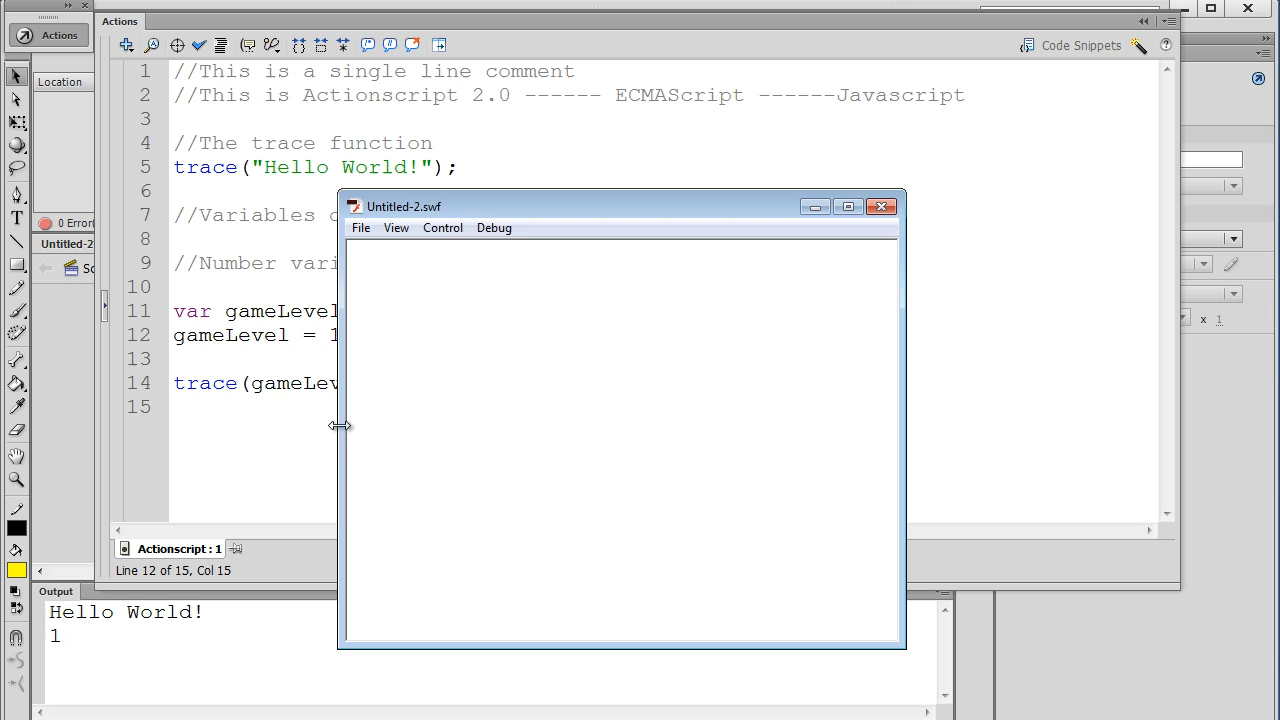 Actions
Actions
Code Snippets
Location
0 Error(
Untitled-2
Sc
1 //This is a single line comment
2 //This is Actionscript 2.0 ------ ECMAScript ------Javascript
3
4 //The trace function
5 trace("Hello World!");
6
7 //Variables
8
9 //Number vari
10
11 var gameLevel
12 gameLevel = 1
13
14 trace(gameLev
15
Untitled-2.swf
File View Control Debug
x 1
Actionscript : 1
Line 12 of 15, Col 15
Output
Hello World!
1